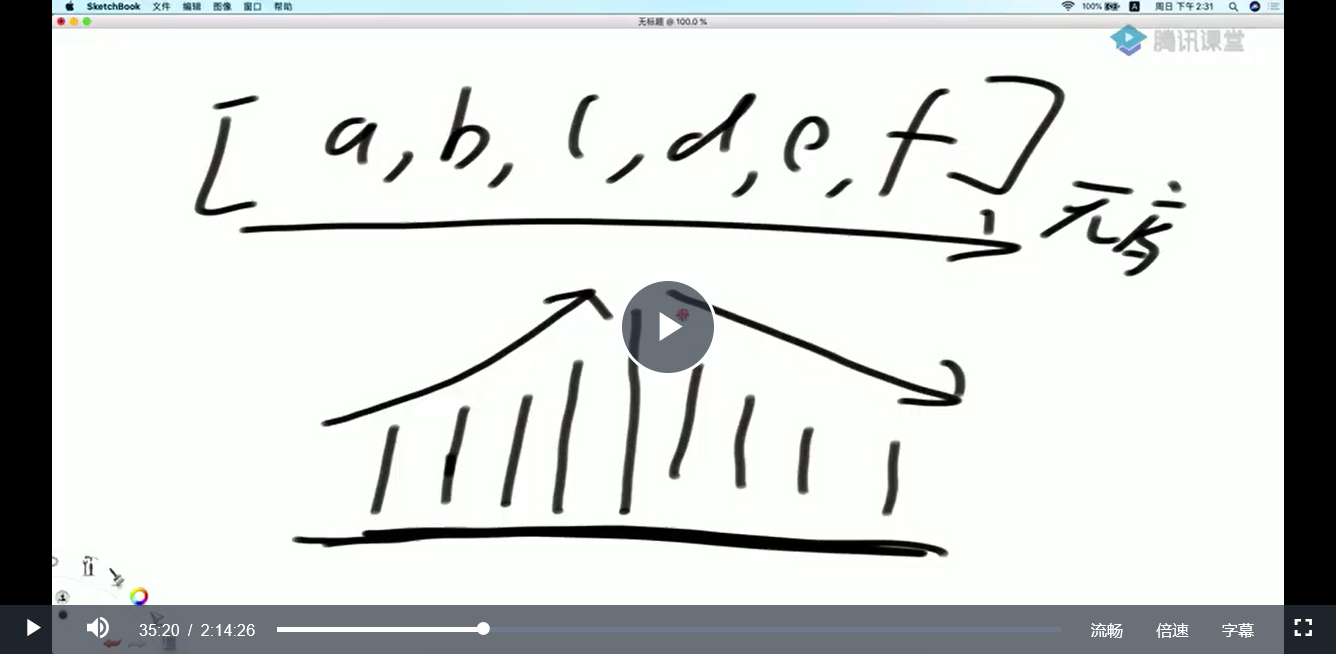 SketchBook 文件 编辑 图像 窗口 帮助 100% A 周日 下午2:31
无标题 @ 100.0 %
腾讯课堂
[ a, b, c, d, e, f ]
无序
35:20 / 2:14:26 流畅 倍速 字幕